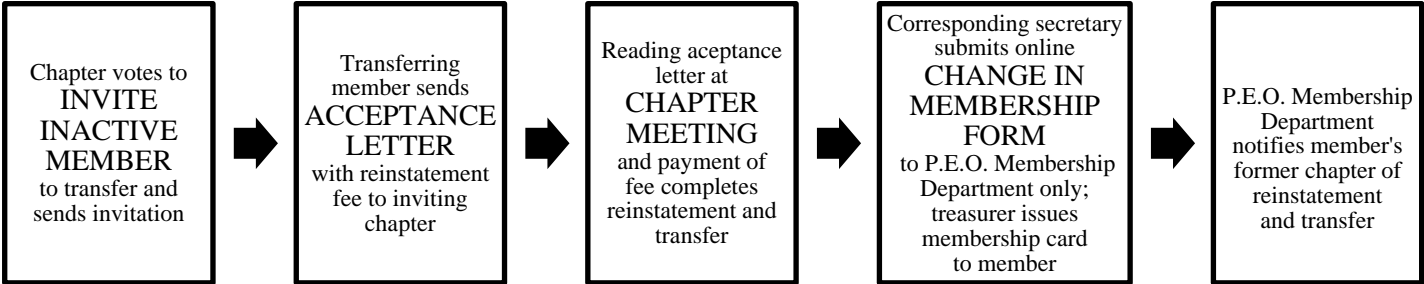 Chapter votes to
INVITE
INACTIVE
MEMBER
to transfer and
sends invitation
Transferring
member sends
ACCEPTANCE
LETTER
with reinstatement
fee to inviting
chapter
Reading aceptance
letter at
CHAPTER
MEETING
and payment of
fee completes
reinstatement and
transfer
Corresponding secretary
submits online
CHANGE IN
MEMBERSHIP
FORM
to P.E.O. Membership
Department only;
treasurer issues
membership card
to member
P.E.O. Membership
Department
notifies member's
former chapter of
reinstatement
and transfer